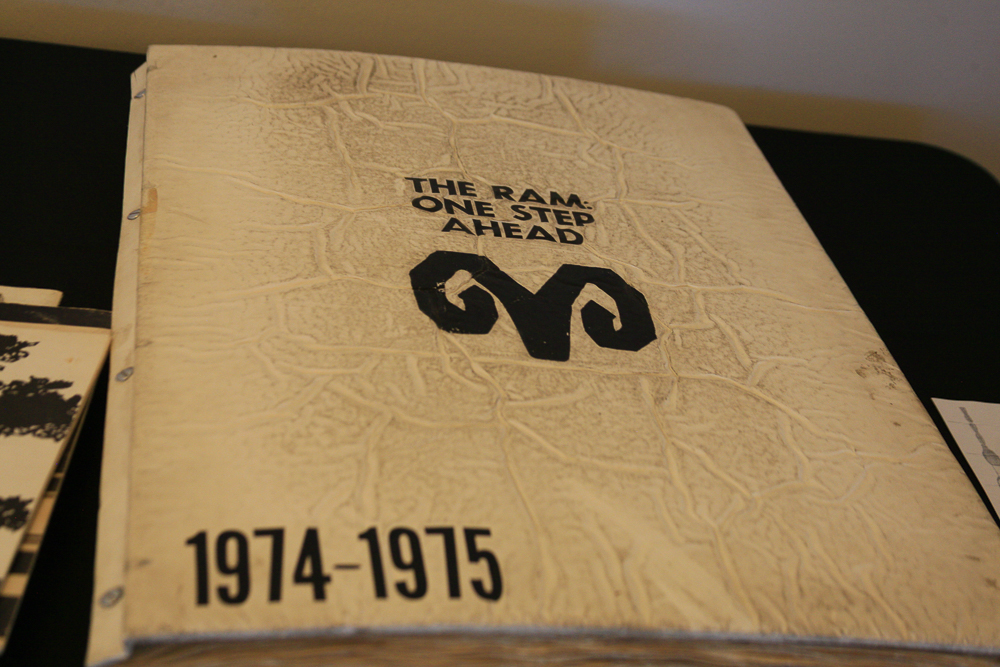 THE RAM:
ONE STEP
AHEAD
1974-1975